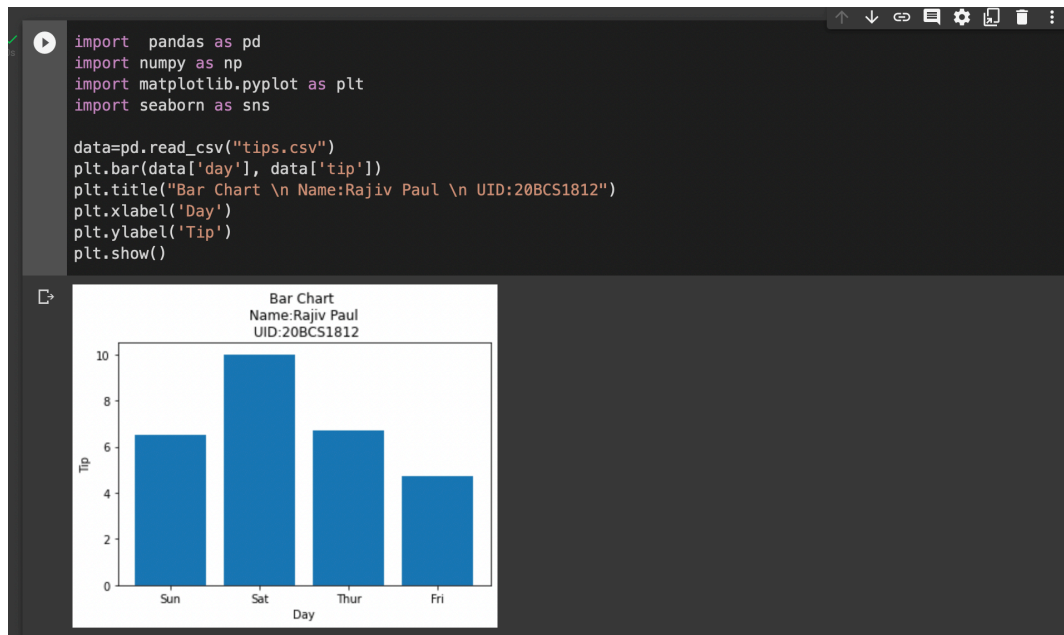 import  pandas as pd
import numpy as np
import matplotlib.pyplot as plt
import seaborn as sns
data=pd.read_csv("tips.csv")
plt.bar(data['day'], data['tip'])
plt.title("Bar Chart \n Name:Rajiv Paul \n UID:20BCS1812")
plt.xlabel('Day')
plt.ylabel('Tip')
plt.show()
Bar Chart
Name:Rajiv Paul
UID:20BCS1812
10
8
6
4
2
0
Tip
Sun Sat Thur Fri
Day